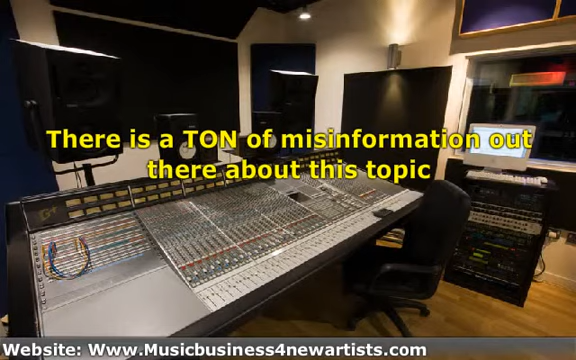 There is a TON of misinformation out
there about this topic
Website: Www.Musicbusiness4newartists.com